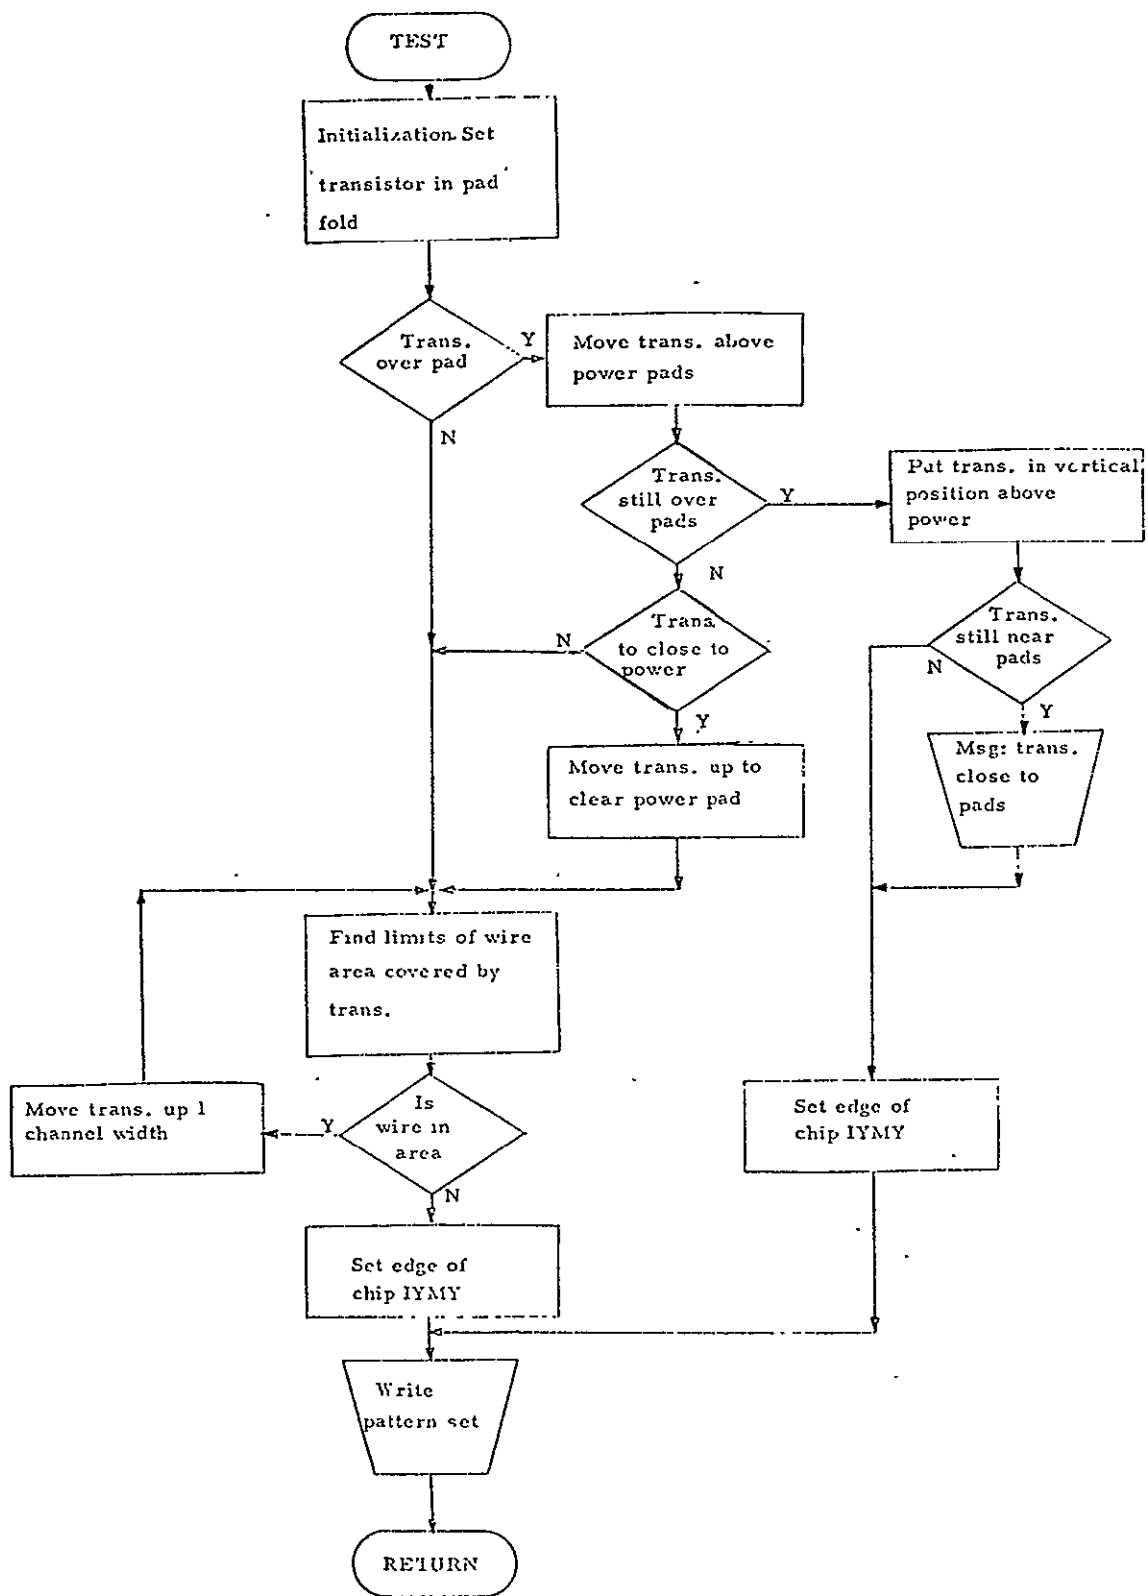 TEST
Initialization. Set
transistor in pad
fold
Trans.
over pad
Y
N
Move trans. above
power pads
Trans.
still over
pads
Y
N
Put trans. in vertical
position above
power
Trans.
still near
pads
N
Y
Trans.
to close to
power
N
Y
Msg: trans.
close to
pads
Move trans. up to
clear power pad
Find limits of wire
area covered by
trans.
Is
wire in
area
Y
N
Move trans. up 1
channel width
Set edge of
chip IYMY
Set edge of
chip IYMY
Write
pattern set
RETURN